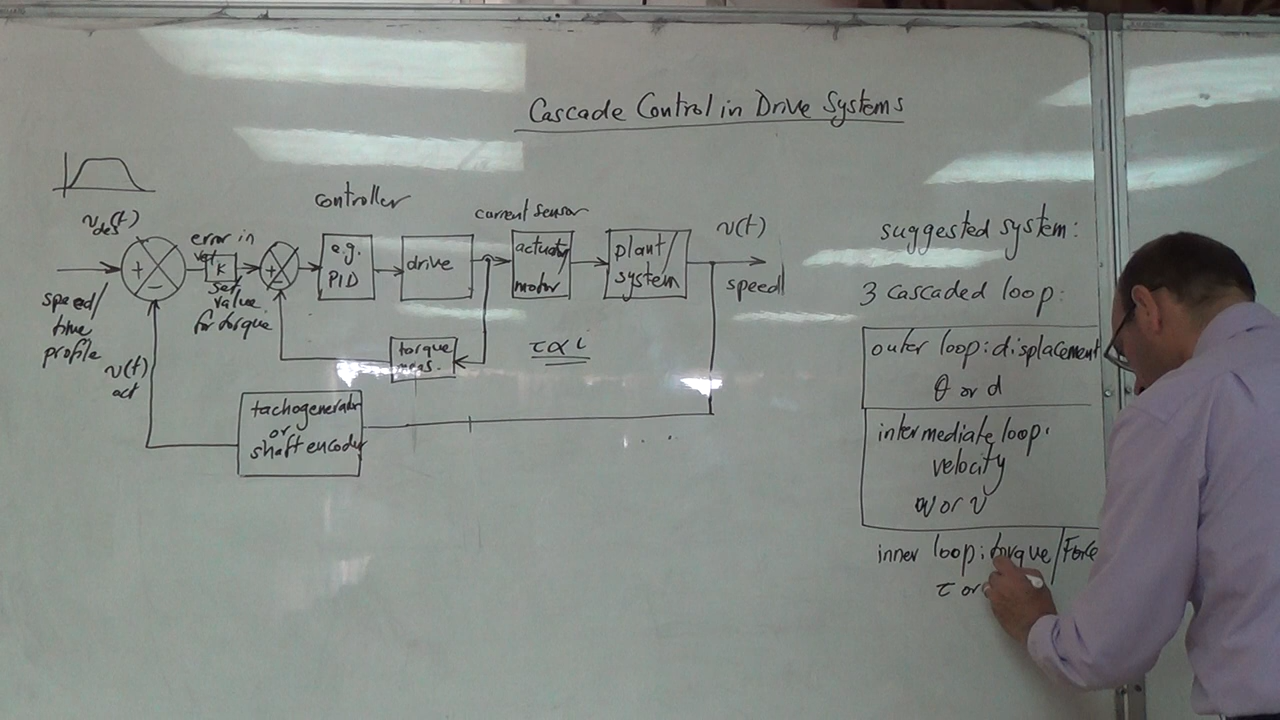 Cascade Control in Drive Systems
v des(t)
speed/
time
profile
+
−
error in
vel
K
set
value
for torque
+
−
controller
e.g.
PID
drive
current sensor
actuator/
motor
plant/
system
v(t)
speed
torque
meas.
τ∝i
v(t)
act
tachogenerator
or
shaft encoder
suggested system:
3 cascaded loop:
outer loop: displacement
θ or d
intermediate loop:
velocity
ω or v
inner loop: torque/Force
τ or